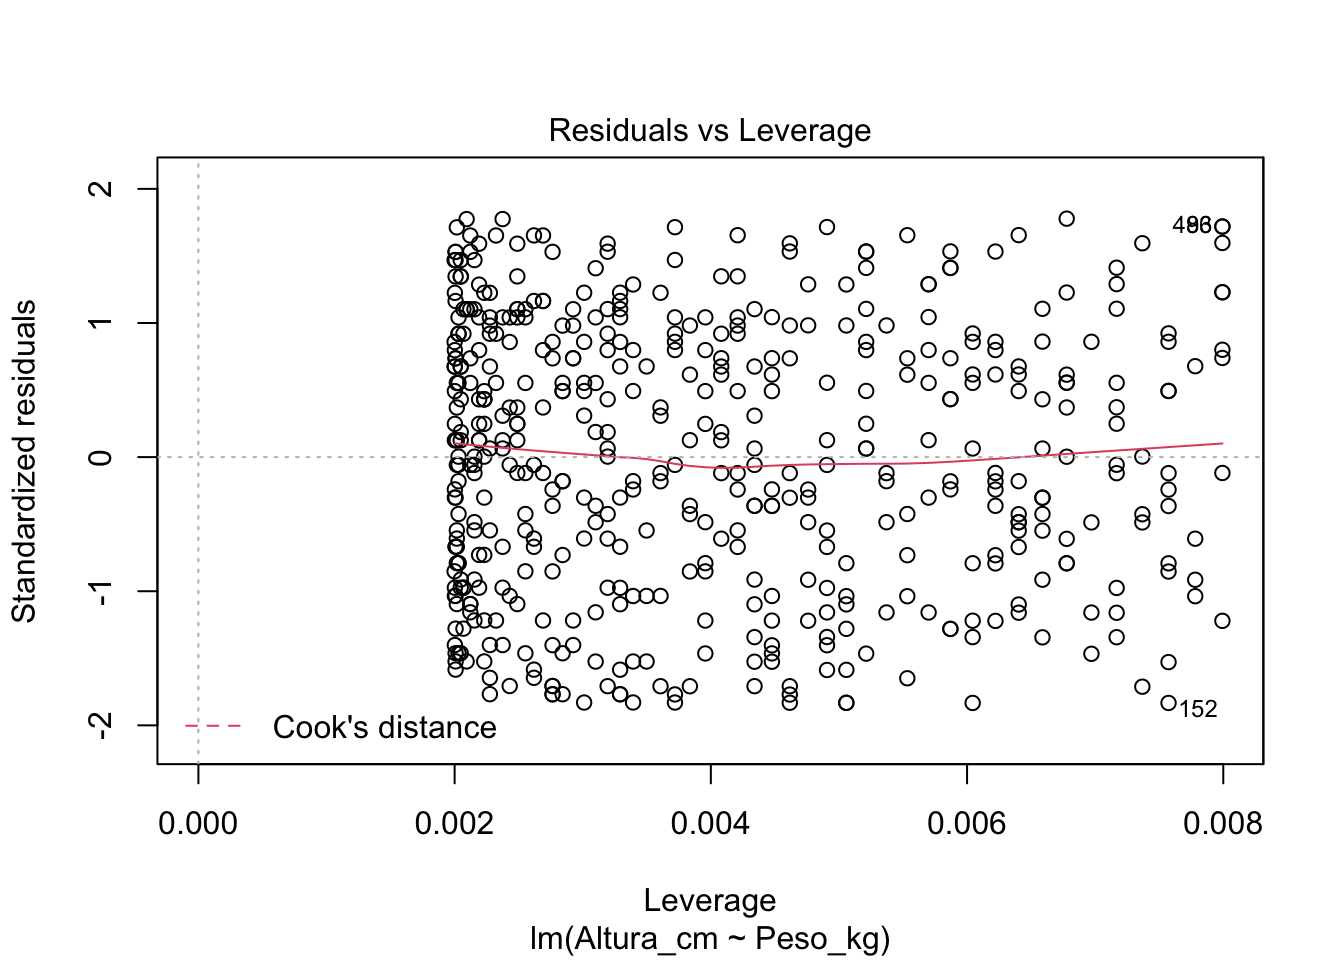 Residuals vs Leverage
Standardized residuals
2
1
0
-1
-2
152
Cook's distance
0.000 0.002 0.004 0.006 0.008
Leverage
lm(Altura_cm ~ Peso_kg)